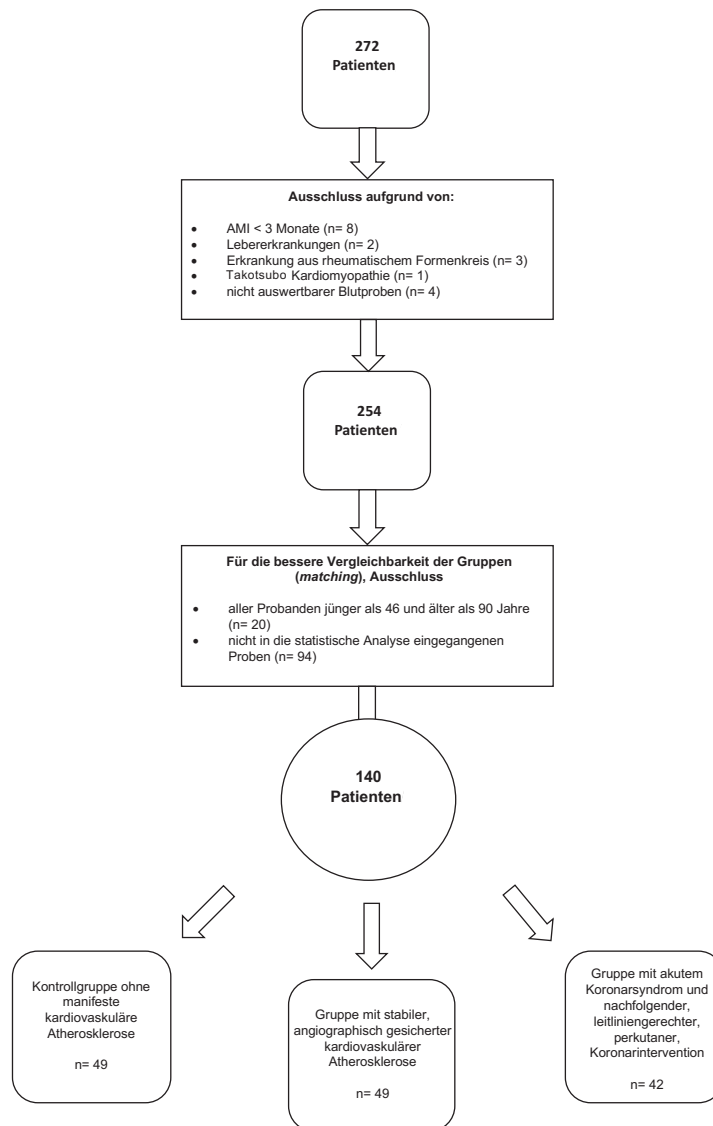 272
Patienten
Ausschluss aufgrund von:
• AMI < 3 Monate (n= 8)
• Lebererkrankungen (n= 2)
• Erkrankung aus rheumatischem Formenkreis (n= 3)
• Takotsubo Kardiomyopathie (n= 1)
• nicht auswertbarer Blutproben (n= 4)
254
Patienten
Für die bessere Vergleichbarkeit der Gruppen
(matching), Ausschluss
• aller Probanden jünger als 46 und älter als 90 Jahre
(n= 20)
• nicht in die statistische Analyse eingegangenen
Proben (n= 94)
140
Patienten
Kontrollgruppe ohne
manifeste
kardiovaskuläre
Atherosklerose
n= 49
Gruppe mit stabiler,
angiographisch gesicherter
kardiovaskulärer
Atherosklerose
n= 49
Gruppe mit akutem
Koronarsyndrom und
nachfolgender,
leitliniengerechter,
perkutaner,
Koronarintervention
n= 42